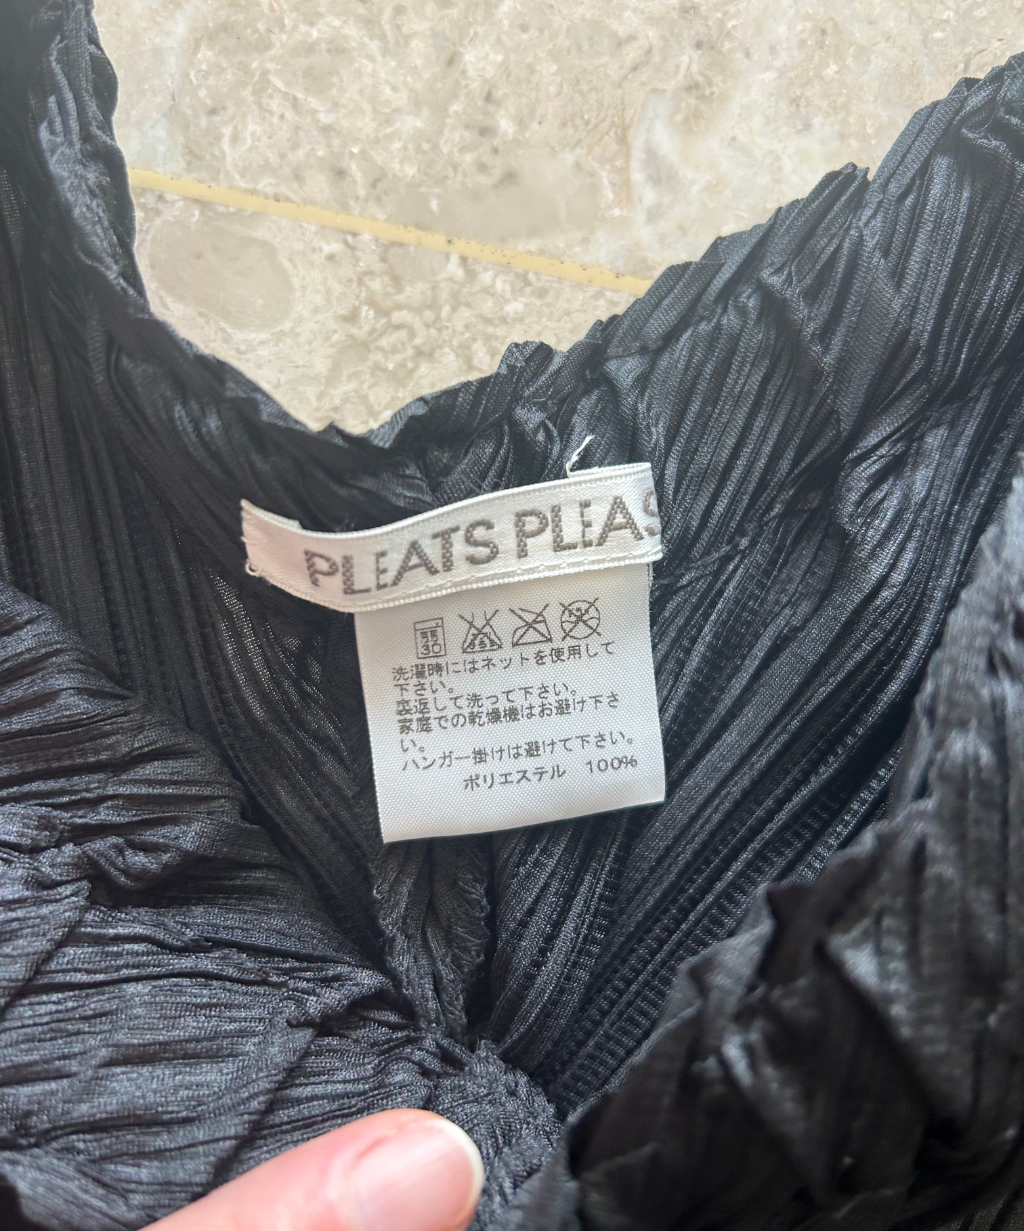 PLEATS PLEAS
弱
30
洗濯時にはネットを使用して
下さい。
裏返して洗って下さい。
家庭での乾燥機はお避け下さ
い。
ハンガー掛けは避けて下さい。
ポリエステル 100%